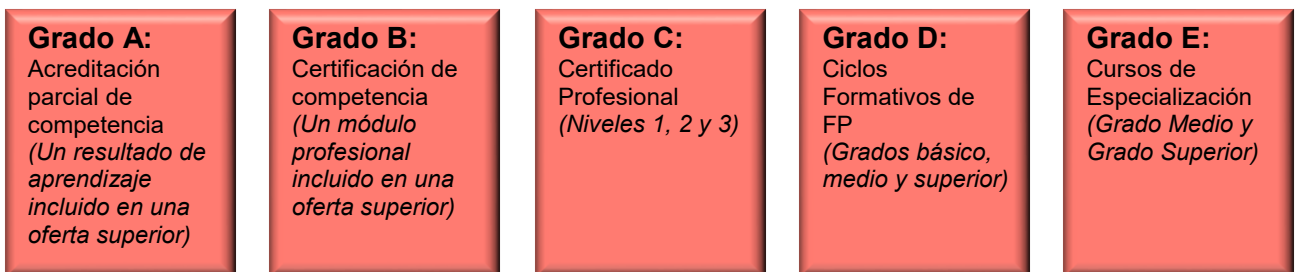 Grado A:
Acreditación
parcial de
competencia
(Un resultado de
aprendizaje
incluido en una
oferta superior)
Grado B:
Certificación de
competencia
(Un módulo
profesional
incluido en una
oferta superior)
Grado C:
Certificado
Profesional
(Niveles 1, 2 y 3)
Grado D:
Ciclos
Formativos de
FP
(Grados básico,
medio y superior)
Grado E:
Cursos de
Especialización
(Grado Medio y
Grado Superior)